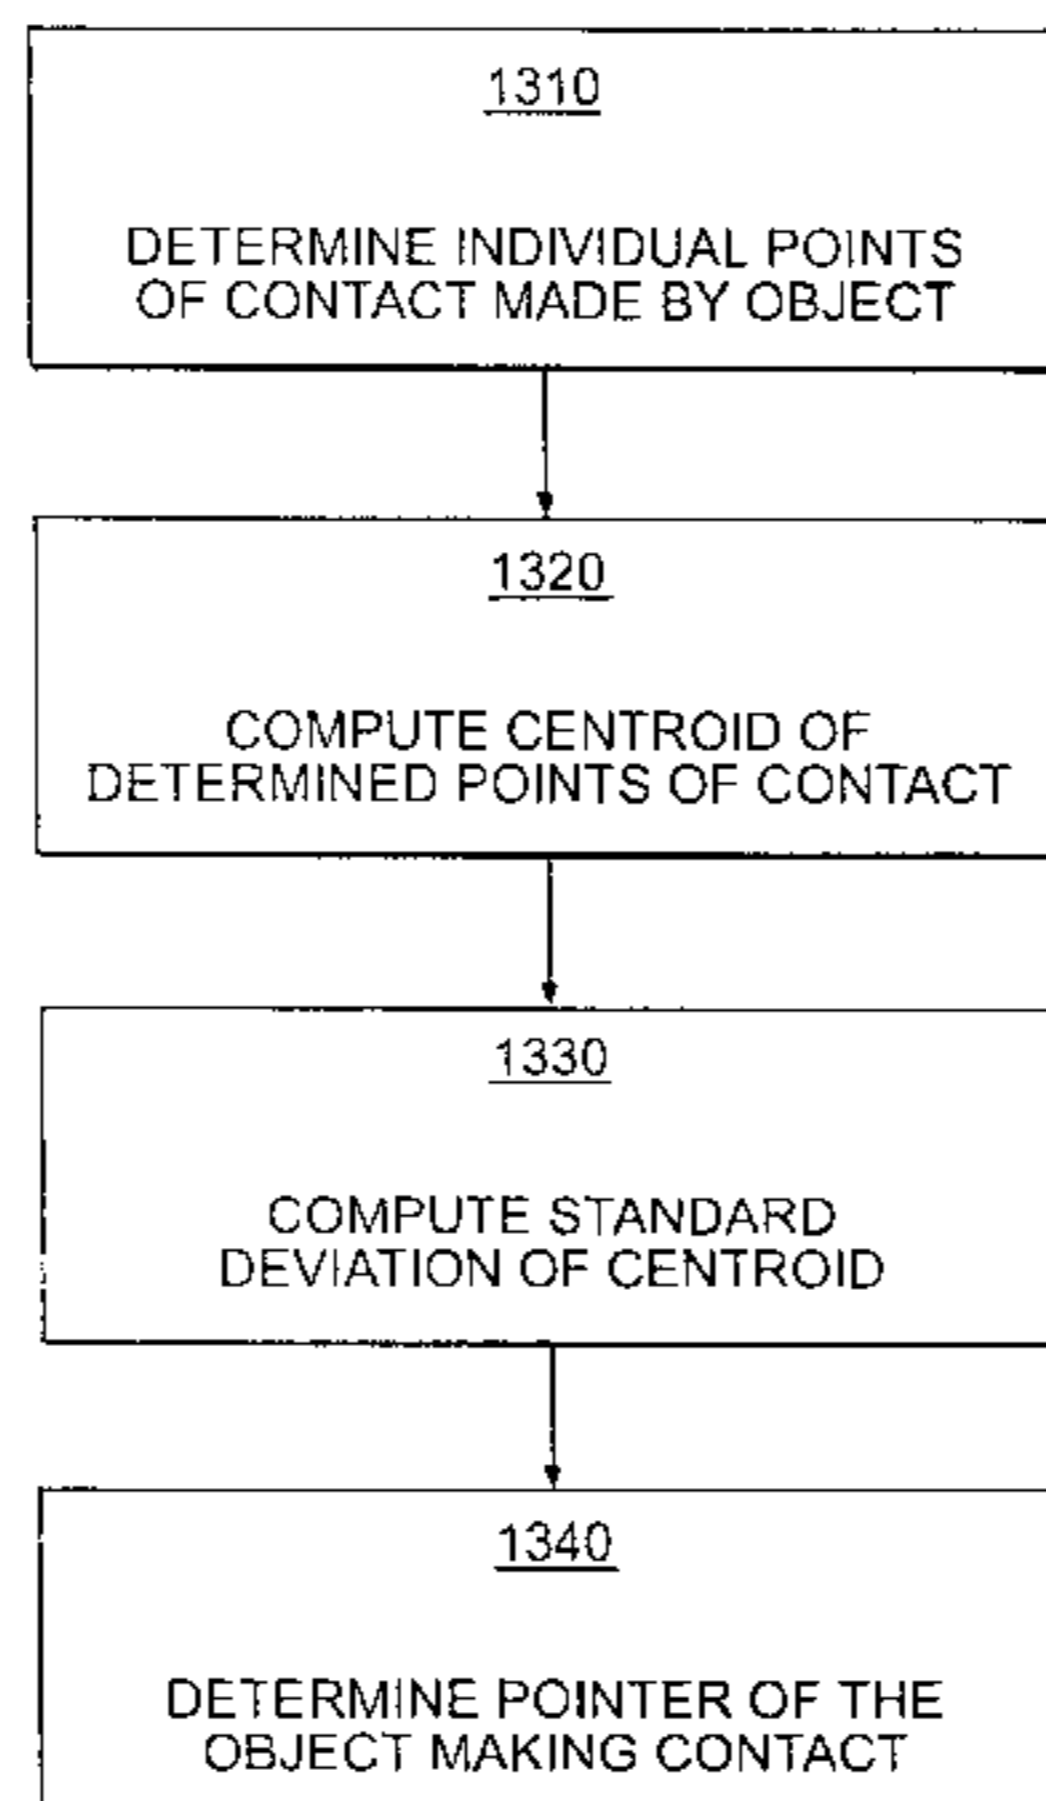 1310
DETERMINE INDIVIDUAL POINTS
OF CONTACT MADE BY OBJECT
1320
COMPUTE CENTROID OF
DETERMINED POINTS OF CONTACT
1330
COMPUTE STANDARD
DEVIATION OF CENTROID
1340
DETERMINE POINTER OF THE
OBJECT MAKING CONTACT